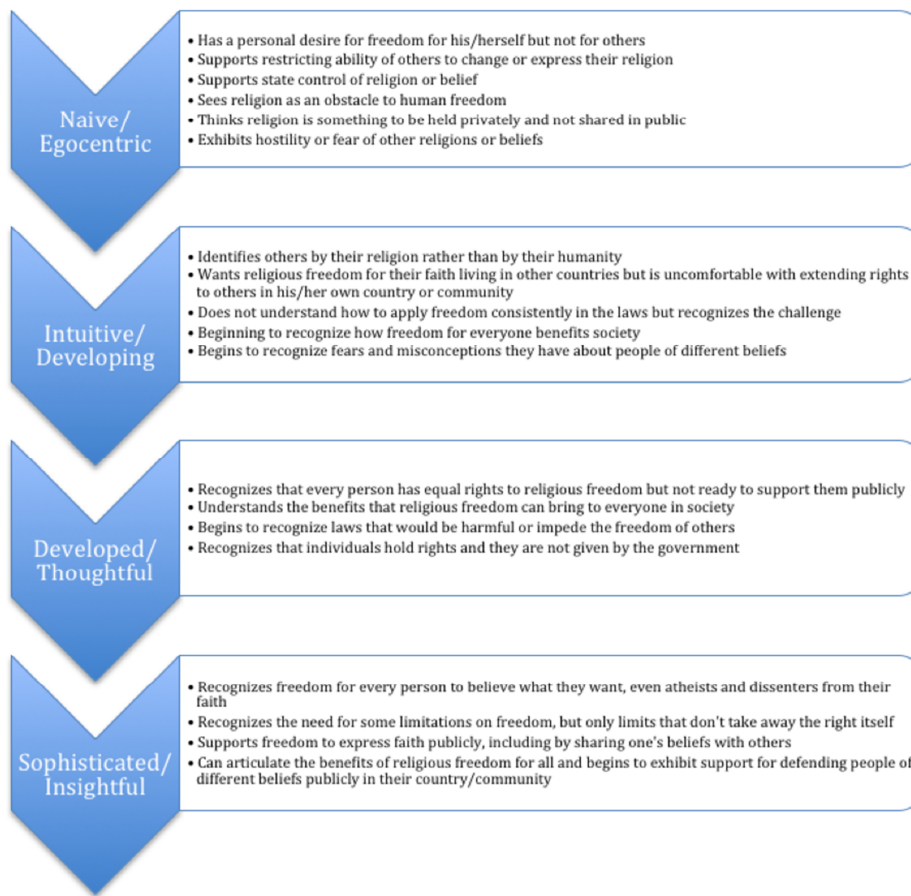 Naive/
Egocentric
• Has a personal desire for freedom for his/herself but not for others
• Supports restricting ability of others to change or express their religion
• Supports state control of religion or belief
• Sees religion as an obstacle to human freedom
• Thinks religion is something to be held privately and not shared in public
• Exhibits hostility or fear of other religions or beliefs
Intuitive/
Developing
• Identifies others by their religion rather than by their humanity
• Wants religious freedom for their faith living in other countries but is uncomfortable with extending rights
to others in his/her own country or community
• Does not understand how to apply freedom consistently in the laws but recognizes the challenge
• Beginning to recognize how freedom for everyone benefits society
• Begins to recognize fears and misconceptions they have about people of different beliefs
Developed/
Thoughtful
• Recognizes that every person has equal rights to religious freedom but not ready to support them publicly
• Understands the benefits that religious freedom can bring to everyone in society
• Begins to recognize laws that would be harmful or impede the freedom of others
• Recognizes that individuals hold rights and they are not given by the government
Sophisticated/
Insightful
• Recognizes freedom for every person to believe what they want, even atheists and dissenters from their
faith
• Recognizes the need for some limitations on freedom, but only limits that don't take away the right itself
• Supports freedom to express faith publicly, including by sharing one's beliefs with others
• Can articulate the benefits of religious freedom for all and begins to exhibit support for defending people of
different beliefs publicly in their country/community